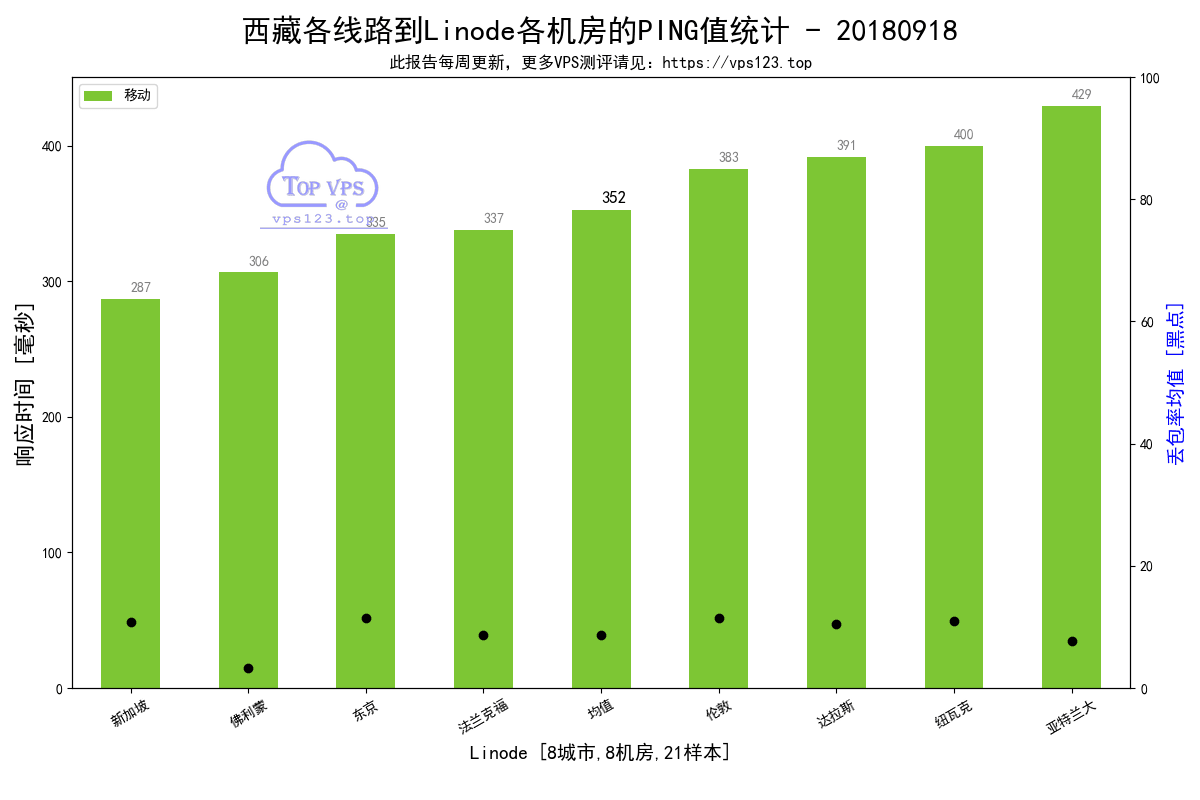 西藏各线路到Linode各机房的PING值统计 - 20180918
此报告每周更新，更多VPS测评请见：https://vps123.top
移动
TOP VPS
@
vps123.top
响应时间 [毫秒]
丢包率均值 [黑点]
400
300
200
100
0
100
80
60
40
20
0
287
306
335
337
352
383
391
400
429
新加坡
佛利蒙
东京
法兰克福
均值
伦敦
达拉斯
纽瓦克
亚特兰大
Linode [8城市,8机房,21样本]